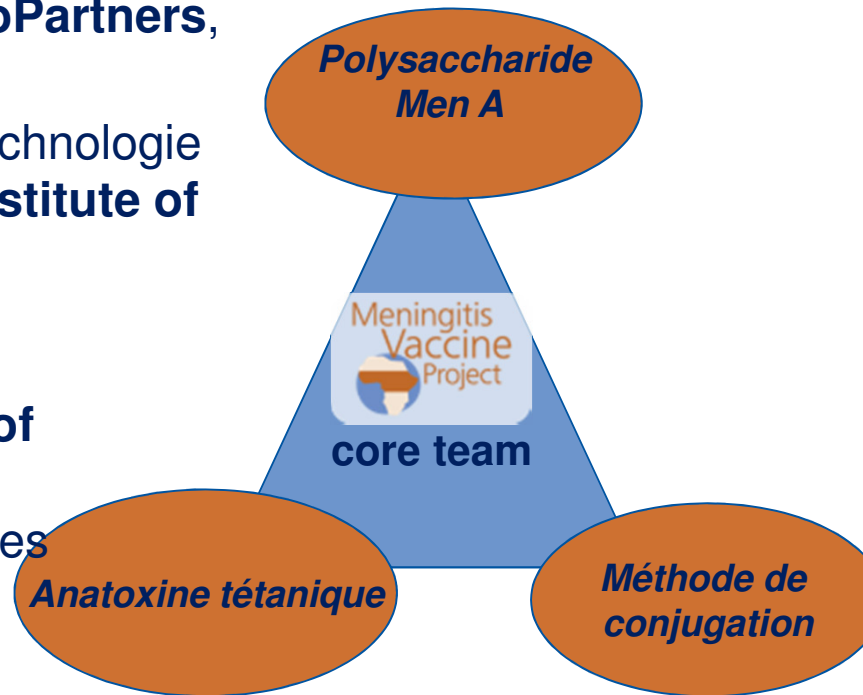 oPartners,
chnologie
stitute of
of
es
Polysaccharide
Men A
Meningitis
Vaccine
Project
core team
Anatoxine tétanique
Méthode de
conjugation